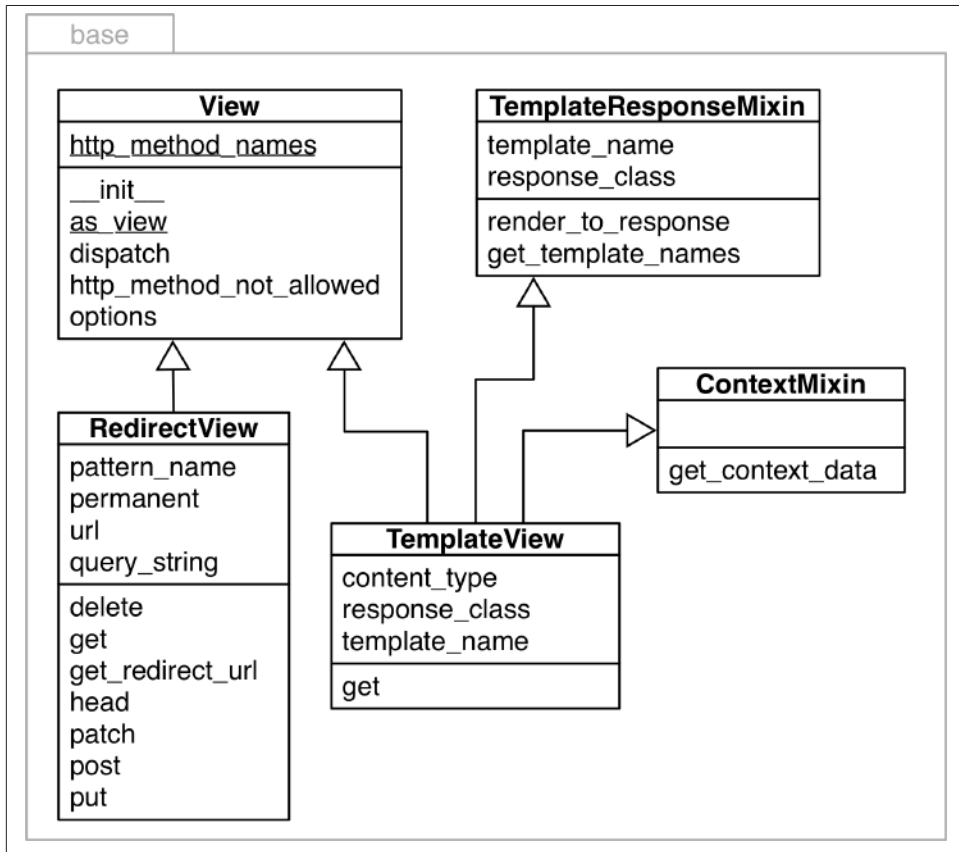 base
View
http_method_names
__init__
as_view
dispatch
http_method_not_allowed
options
TemplateResponseMixin
template_name
response_class
render_to_response
get_template_names
ContextMixin
get_context_data
RedirectView
pattern_name
permanent
url
query_string
delete
get
get_redirect_url
head
patch
post
put
TemplateView
content_type
response_class
template_name
get